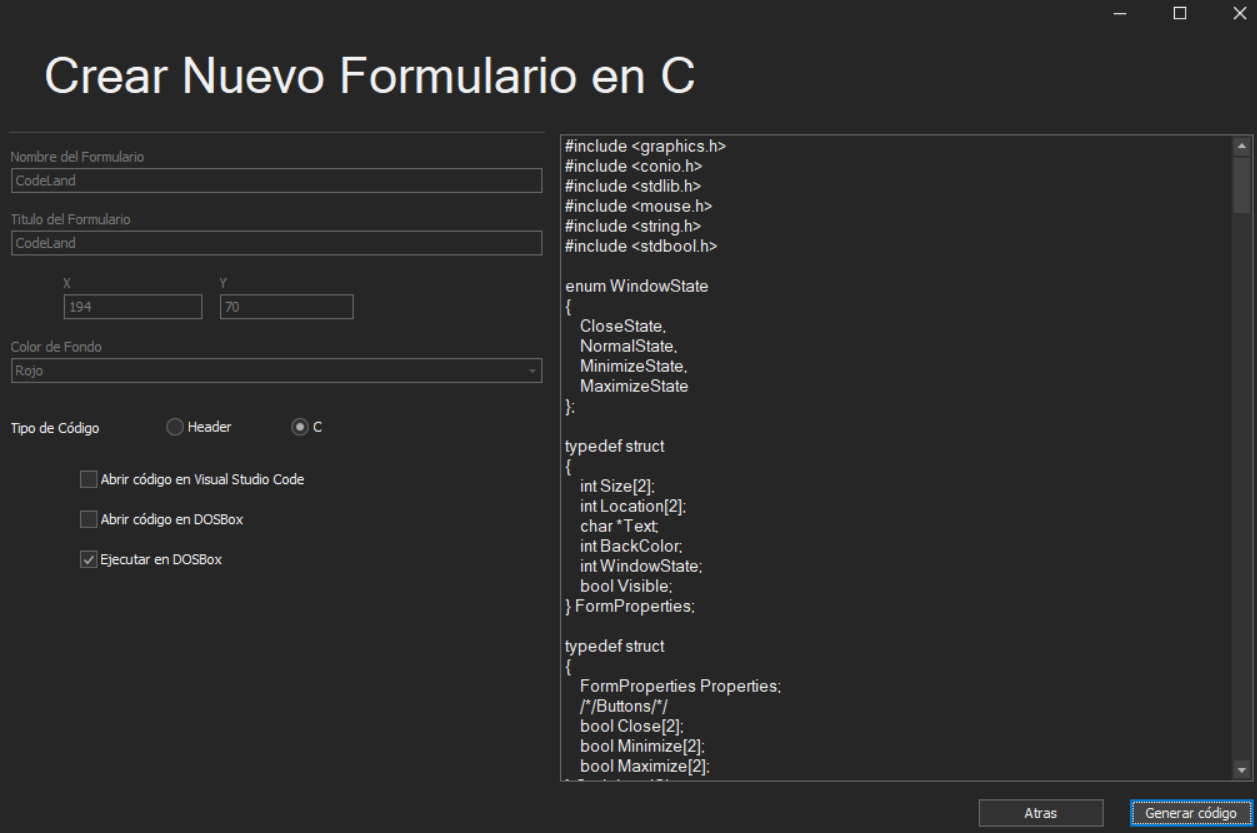 Crear Nuevo Formulario en C
Nombre del Formulario
CodeLand
Titulo del Formulario
CodeLand
X Y
194 70
Color de Fondo
Rojo
Tipo de Código Header C
Abrir código en Visual Studio Code
Abrir código en DOSBox
Ejecutar en DOSBox
#include <graphics.h>
#include <conio.h>
#include <stdlib.h>
#include <mouse.h>
#include <string.h>
#include <stdbool.h>
enum WindowState
{
CloseState,
NormalState,
MinimizeState,
MaximizeState
};
typedef struct
{
int Size[2];
int Location[2];
char *Text;
int BackColor;
int WindowState;
bool Visible;
} FormProperties;
typedef struct
{
FormProperties Properties;
/*/Buttons/*/
bool Close[2];
bool Minimize[2];
bool Maximize[2];
Atras Generar código